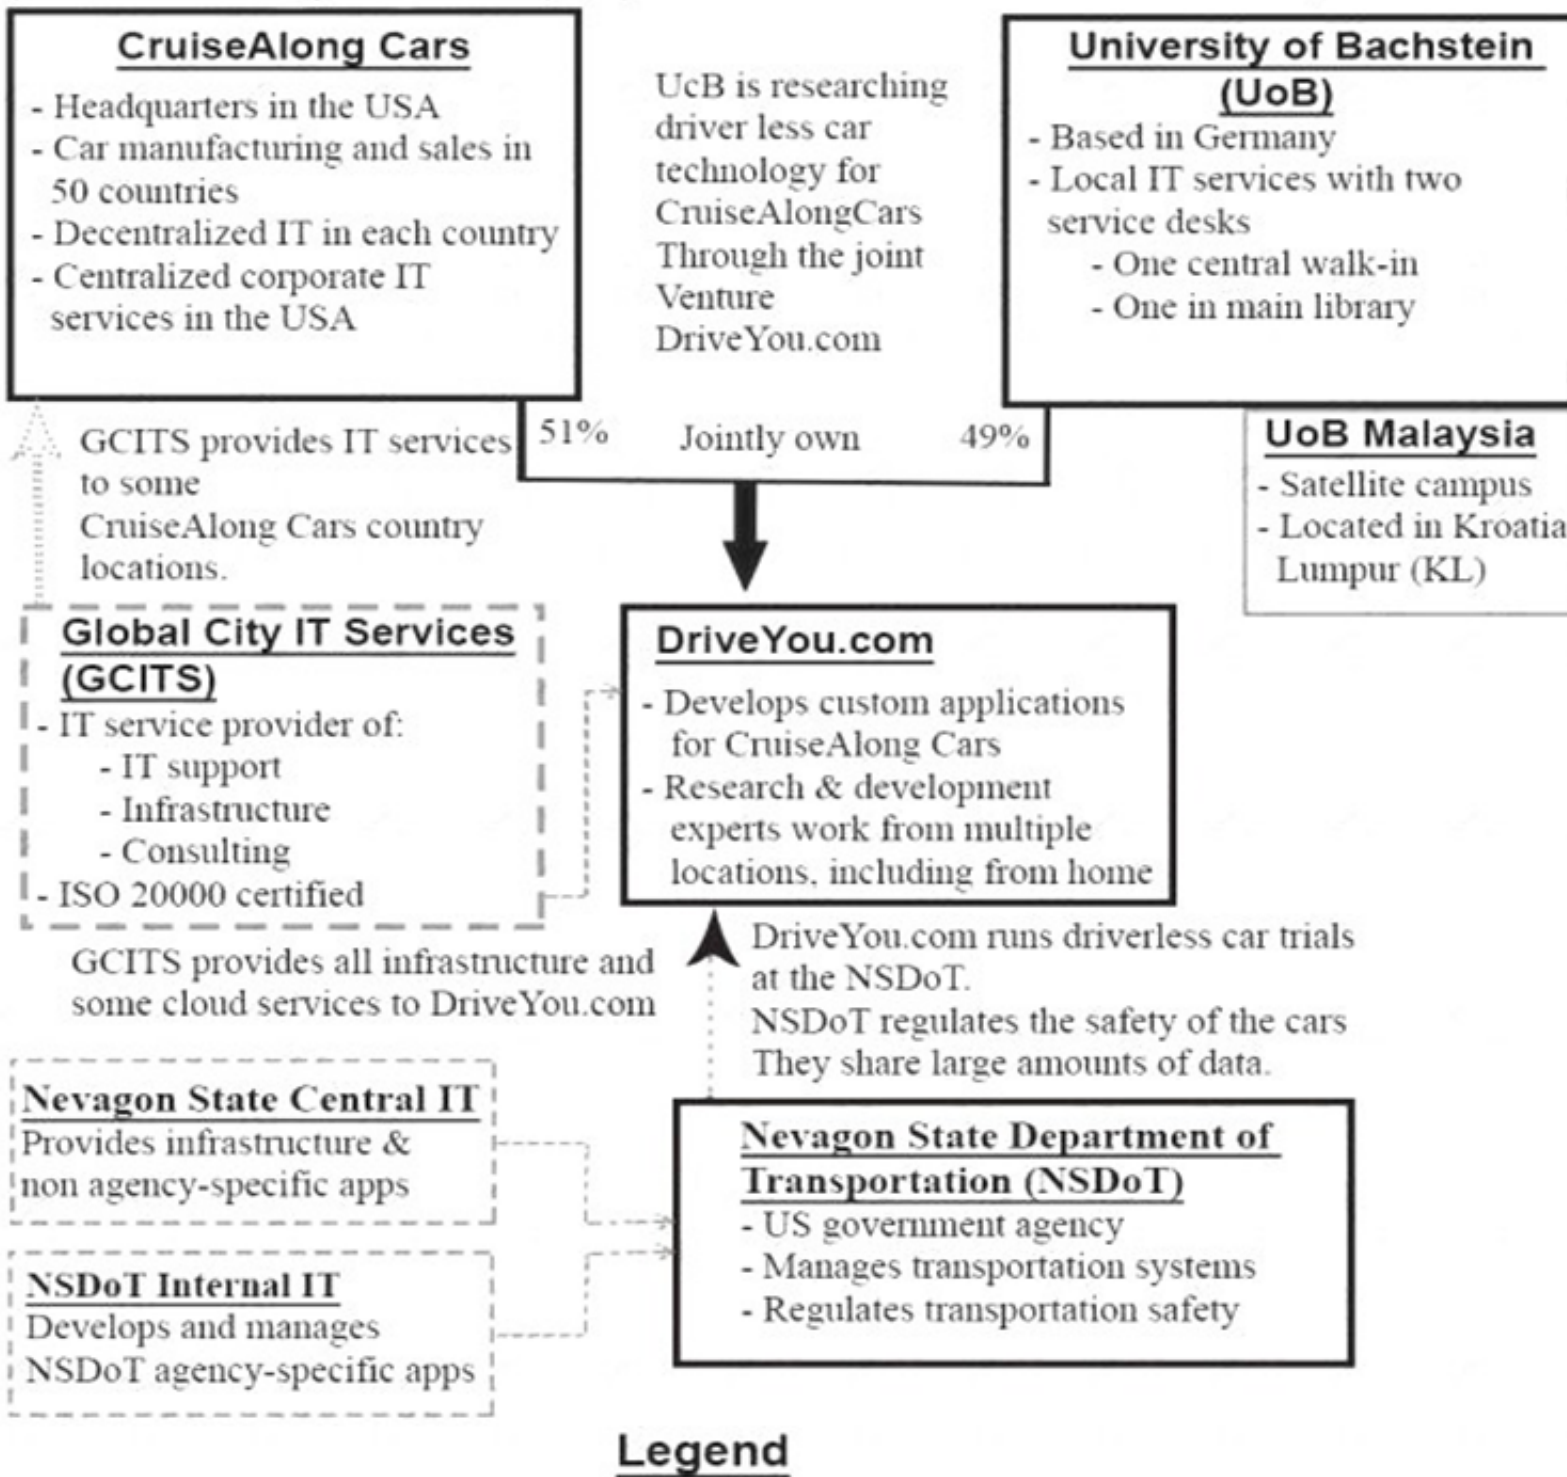 CruiseAlong Cars
- Headquarters in the USA
- Car manufacturing and sales in
50 countries
- Decentralized IT in each country
- Centralized corporate IT
services in the USA
UcB is researching
driver less car
technology for
CruiseAlongCars
Through the joint
Venture
DriveYou.com
University of Bachstein
(UoB)
- Based in Germany
- Local IT services with two
service desks
- One central walk-in
- One in main library
51% Jointly own 49%
UoB Malaysia
- Satellite campus
- Located in Kroatia
Lumpur (KL)
GCITS provides IT services
to some
CruiseAlong Cars country
locations.
Global City IT Services
(GCITS)
- IT service provider of:
- IT support
- Infrastructure
- Consulting
- ISO 20000 certified
DriveYou.com
- Develops custom applications
for CruiseAlong Cars
- Research & development
experts work from multiple
locations, including from home
GCITS provides all infrastructure and
some cloud services to DriveYou.com
DriveYou.com runs driverless car trials
at the NSDoT.
NSDoT regulates the safety of the cars
They share large amounts of data.
Nevagon State Central IT
Provides infrastructure &
non agency-specific apps
NSDoT Internal IT
Develops and manages
NSDoT agency-specific apps
Nevagon State Department of
Transportation (NSDoT)
- US government agency
- Manages transportation systems
- Regulates transportation safety
Legend